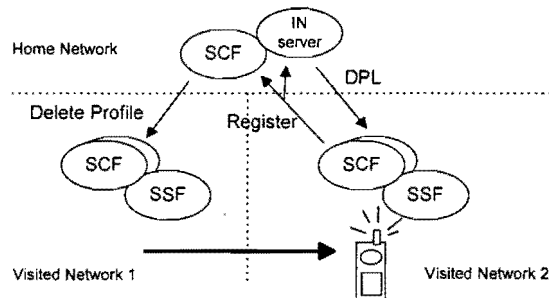 IN
server
SCF
Home Network
DPL
Delete Profile
Register
SCF
SSF
SCF
SSF
Visited Network 1
Visited Network 2